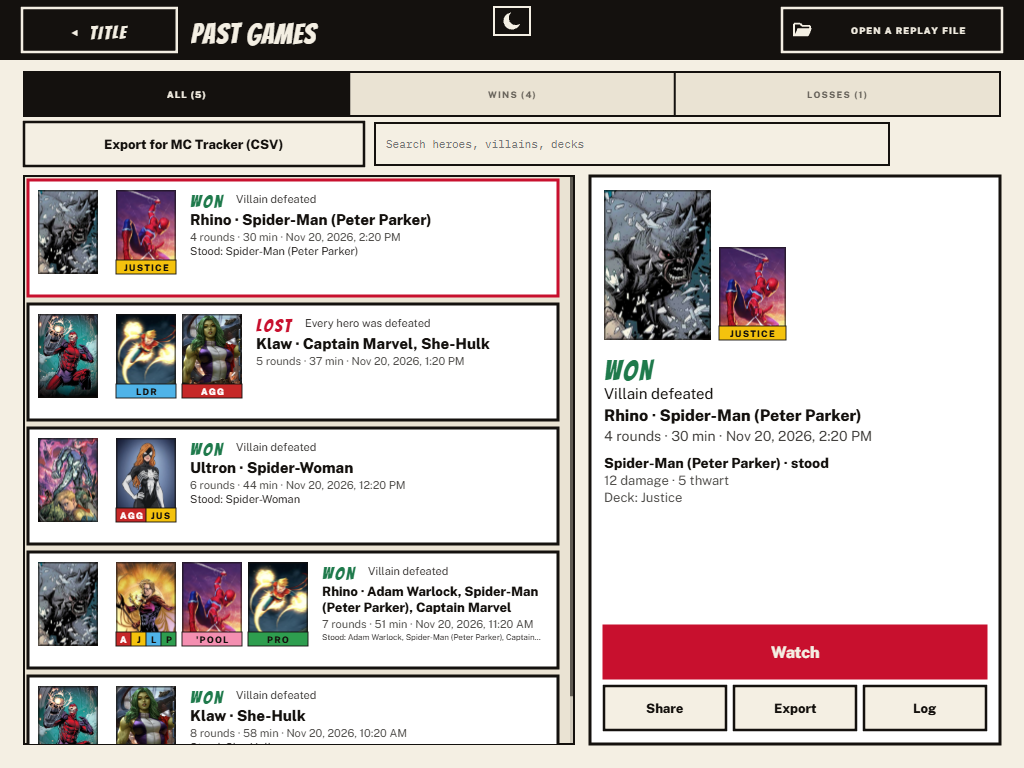 ◂ TITLE
PAST GAMES
OPEN A REPLAY FILE
ALL (5)
WINS (4)
LOSSES (1)
Export for MC Tracker (CSV)
Search heroes, villains, decks
JUSTICE
WON Villain defeated
Rhino · Spider-Man (Peter Parker)
4 rounds · 30 min · Nov 20, 2026, 2:20 PM
Stood: Spider-Man (Peter Parker)
LDR
AGG
LOST Every hero was defeated
Klaw · Captain Marvel, She-Hulk
5 rounds · 37 min · Nov 20, 2026, 1:20 PM
AGG JUS
WON Villain defeated
Ultron · Spider-Woman
6 rounds · 44 min · Nov 20, 2026, 12:20 PM
Stood: Spider-Woman
A J L P
'POOL
PRO
WON Villain defeated
Rhino · Adam Warlock, Spider-Man
(Peter Parker), Captain Marvel
7 rounds · 51 min · Nov 20, 2026, 11:20 AM
Stood: Adam Warlock, Spider-Man (Peter Parker), Captain...
WON Villain defeated
Klaw · She-Hulk
8 rounds · 58 min · Nov 20, 2026, 10:20 AM
JUSTICE
WON
Villain defeated
Rhino · Spider-Man (Peter Parker)
4 rounds · 30 min · Nov 20, 2026, 2:20 PM
Spider-Man (Peter Parker) · stood
12 damage · 5 thwart
Deck: Justice
Watch
Share
Export
Log